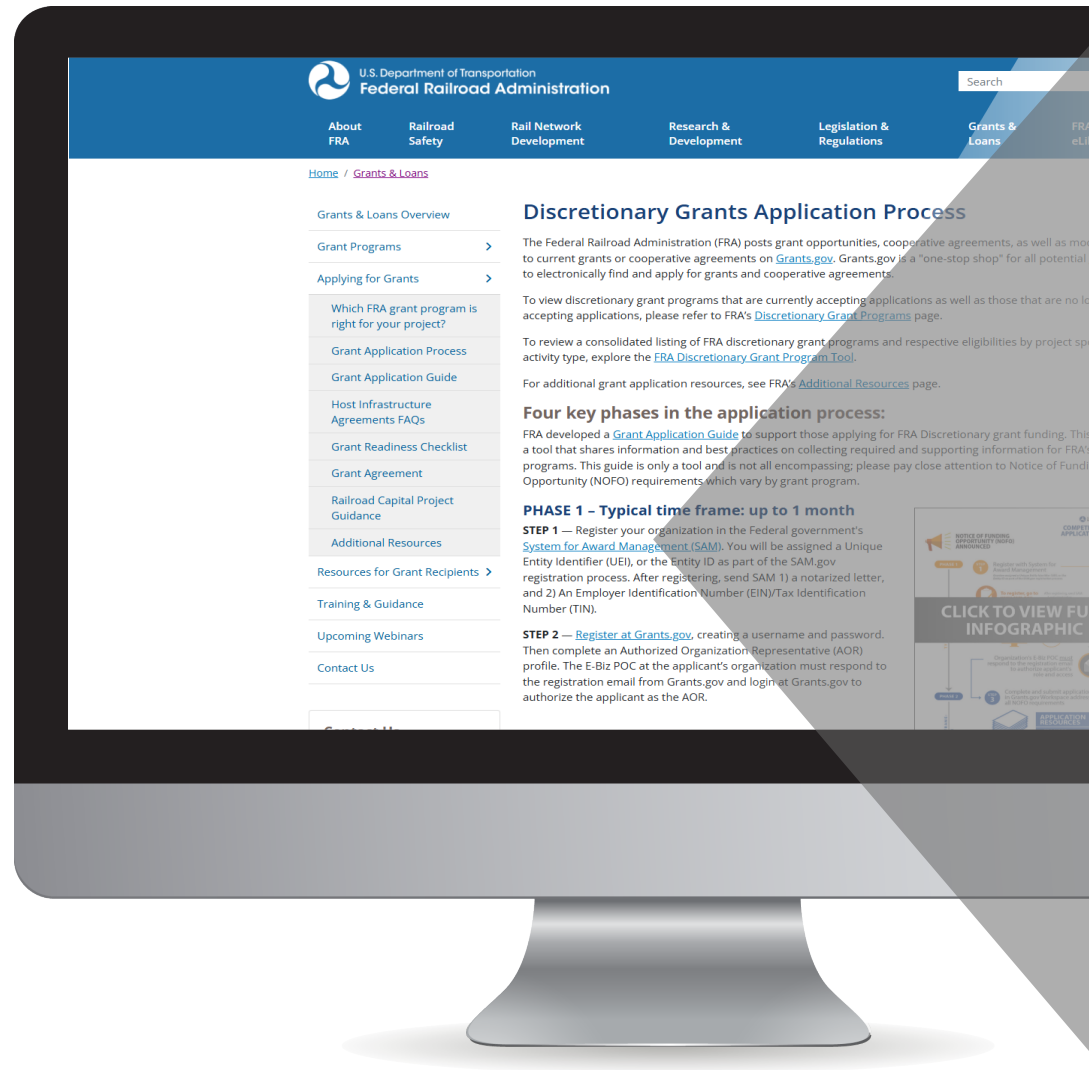 U.S. Department of Transportation
Federal Railroad Administration
Search
About
FRA
Railroad
Safety
Rail Network
Development
Research &
Development
Legislation &
Regulations
Grants &
Loans
FRA
Home / Grants & Loans
Grants & Loans Overview
Grant Programs
Applying for Grants
Which FRA grant program is
right for your project?
Grant Application Process
Grant Application Guide
Host Infrastructure
Agreements FAQs
Grant Readiness Checklist
Grant Agreement
Railroad Capital Project
Guidance
Additional Resources
Resources for Grant Recipients
Training & Guidance
Upcoming Webinars
Contact Us
Contact Us
Discretionary Grants Application Process
The Federal Railroad Administration (FRA) posts grant opportunities, cooperative agreements, as well as
to current grants or cooperative agreements on Grants.gov. Grants.gov is a "one-stop shop" for all potential
to electronically find and apply for grants and cooperative agreements.
To view discretionary grant programs that are currently accepting applications as well as those that are no
accepting applications, please refer to FRA's Discretionary Grant Programs page.
To review a consolidated listing of FRA discretionary grant programs and respective eligibilities by project
activity type, explore the FRA Discretionary Grant Program Tool.
For additional grant application resources, see FRA's Additional Resources page.
Four key phases in the application process:
FRA developed a Grant Application Guide to support those applying for FRA Discretionary grant funding. This
a tool that shares information and best practices on collecting required and supporting information for FRA's
programs. This guide is only a tool and is not all encompassing; please pay close attention to Notice of
Opportunity (NOFO) requirements which vary by grant program.
PHASE 1 – Typical time frame: up to 1 month
STEP 1 — Register your organization in the Federal government's
System for Award Management (SAM). You will be assigned a Unique
Entity Identifier (UEI), or the Entity ID as part of the SAM.gov
registration process. After registering, send SAM 1) a notarized letter,
and 2) An Employer Identification Number (EIN)/Tax Identification
Number (TIN).
STEP 2 — Register at Grants.gov, creating a username and password.
Then complete an Authorized Organization Representative (AOR)
profile. The E-Biz POC at the applicant's organization must respond to
the registration email from Grants.gov and login at Grants.gov to
authorize the applicant as the AOR.
NOTICE OF FUNDING
OPPORTUNITY (NOFO)
ANNOUNCED
CLICK TO VIEW
INFOGRAPHIC
APPLICATION
RESOURCES